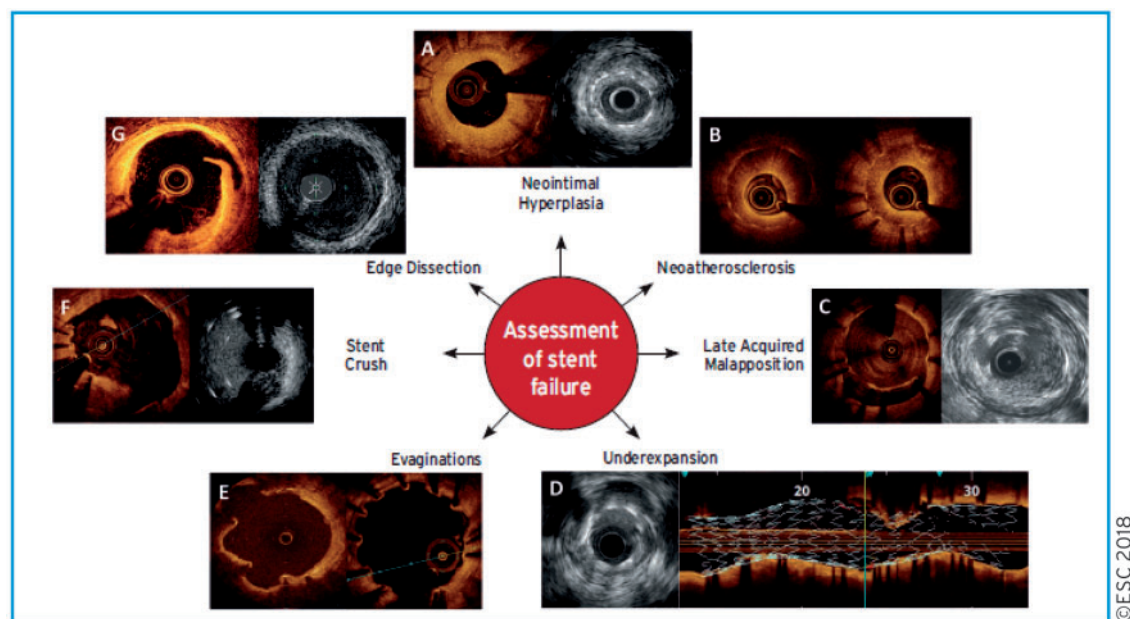 A
Neointimal
Hyperplasia
B
Neoatherosclerosis
C
Late Acquired
Malapposition
D
20
30
Underexpansion
E
Evaginations
F
Stent
Crush
G
Edge Dissection
Assessment
of stent
failure
©ESC 2018